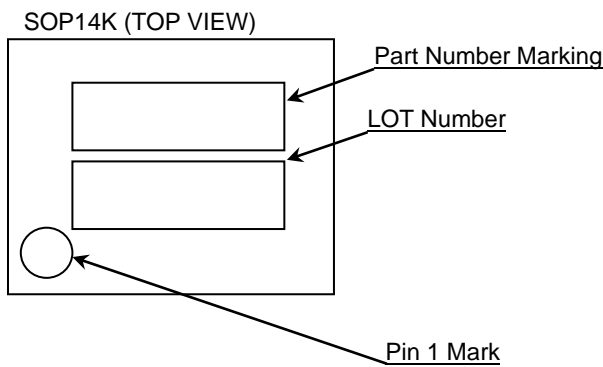 SOP14K (TOP VIEW)
Part Number Marking
LOT Number
Pin 1 Mark